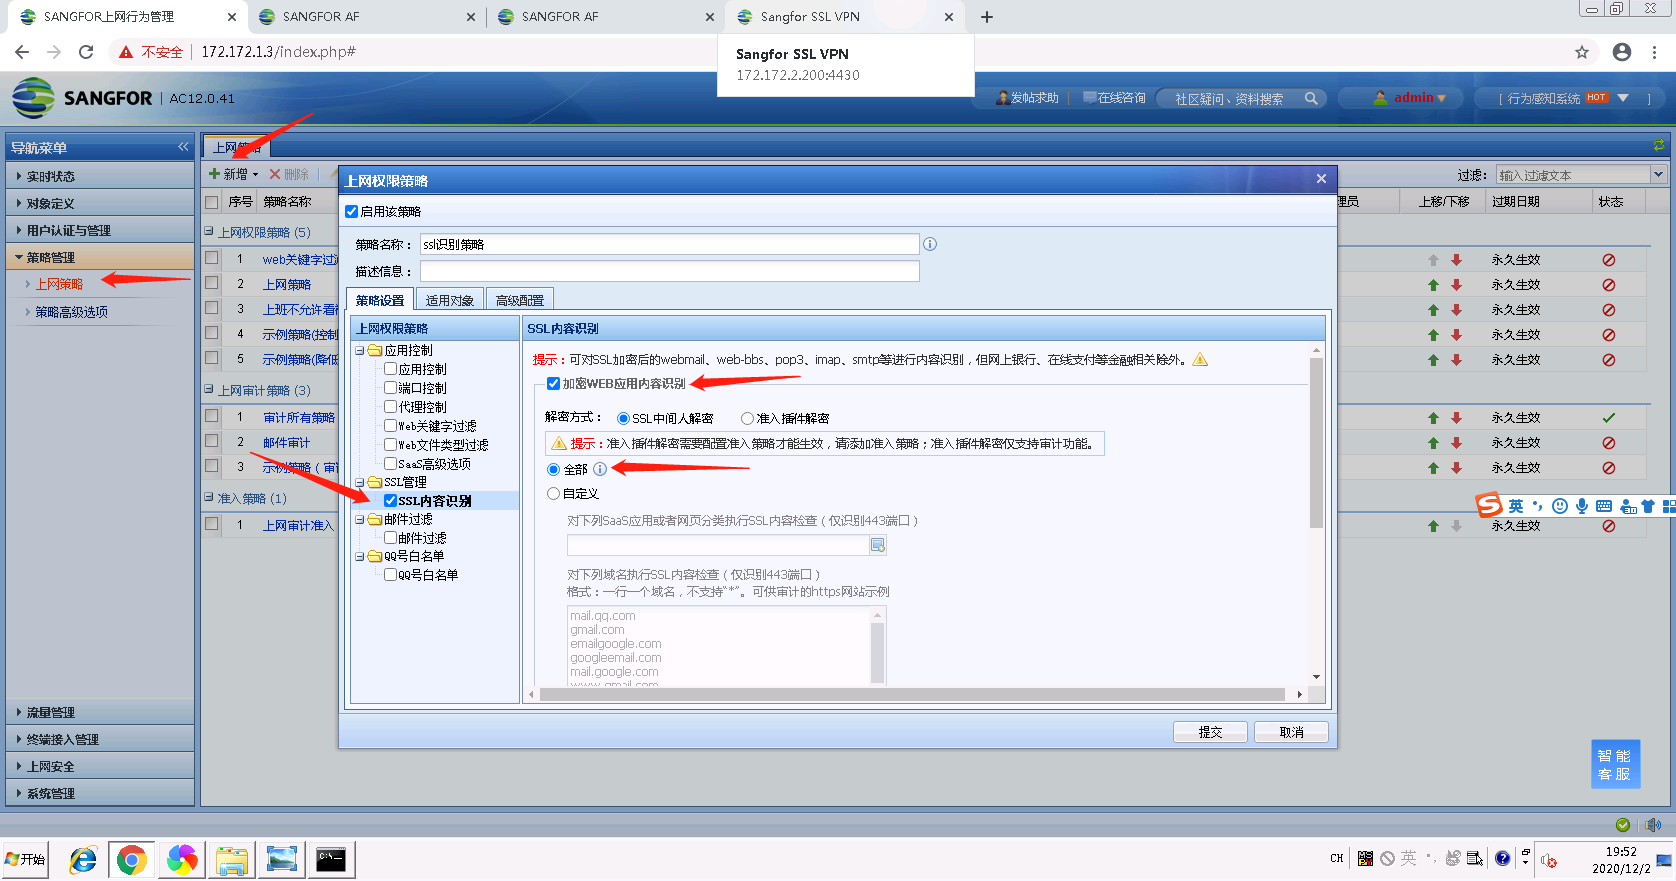 SANGFOR上网行为管理
SANGFOR AF
SANGFOR AF
Sangfor SSL VPN
不安全
172.172.1.3/index.php#
Sangfor SSL VPN
172.172.2.200:4430
SANGFOR
AC12.0.41
发帖求助
在线咨询
社区疑问、资料搜索
admin
[ 行为感知系统 HOT ]
导航菜单
实时状态
对象定义
用户认证与管理
策略管理
上网策略
策略高级选项
流量管理
终端接入管理
上网安全
系统管理
上网策略
新增
删除
过滤:
输入过滤文本
序号
策略名称
理员
上移/下移
过期日期
状态
上网权限策略 (5)
1 web关键字过 永久生效
2 上网策略 永久生效
3 上班不允许看 永久生效
4 示例策略(控制 永久生效
5 示例策略(降低 永久生效
上网审计策略 (3)
1 审计所有策略 永久生效
2 邮件审计 永久生效
3 示例策略 ( 审计 永久生效
准入策略 (1)
1 上网审计准入 永久生效
上网权限策略
启用该策略
策略名称：
ssl识别策略
描述信息：
策略设置
适用对象
高级配置
上网权限策略
应用控制
应用控制
端口控制
代理控制
Web关键字过滤
Web文件类型过滤
SaaS高级选项
SSL管理
SSL内容识别
邮件过滤
邮件过滤
QQ号白名单
QQ号白名单
SSL内容识别
提示：可对SSL加密后的webmail、web-bbs、pop3、imap、smtp等进行内容识别，但网上银行、在线支付等金融相关除外。
加密WEB应用内容识别
解密方式：
SSL中间人解密
准入插件解密
提示：准入插件解密需要配置准入策略才能生效，请添加准入策略；准入插件解密仅支持审计功能。
全部
自定义
对下列SaaS应用或者网页分类执行SSL内容检查（仅识别443端口）
对下列域名执行SSL内容检查（仅识别443端口）
格式：一行一个域名，不支持"*"。可供审计的https网站示例
mail.qq.com
gmail.com
emailgoogle.com
googleemail.com
mail.google.com
www.gmail.com
提交
取消
英
智能
客服
开始
C:\
CH
英
19:52
2020/12/2